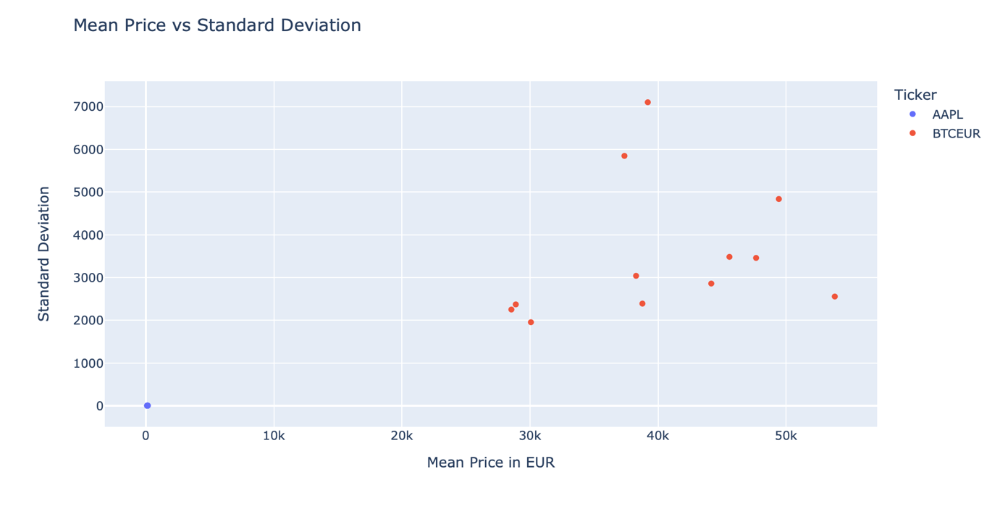 Mean Price vs Standard Deviation
Ticker
AAPL
BTCEUR
7000
6000
5000
4000
3000
2000
1000
0
Standard Deviation
0
10k
20k
30k
40k
50k
Mean Price in EUR